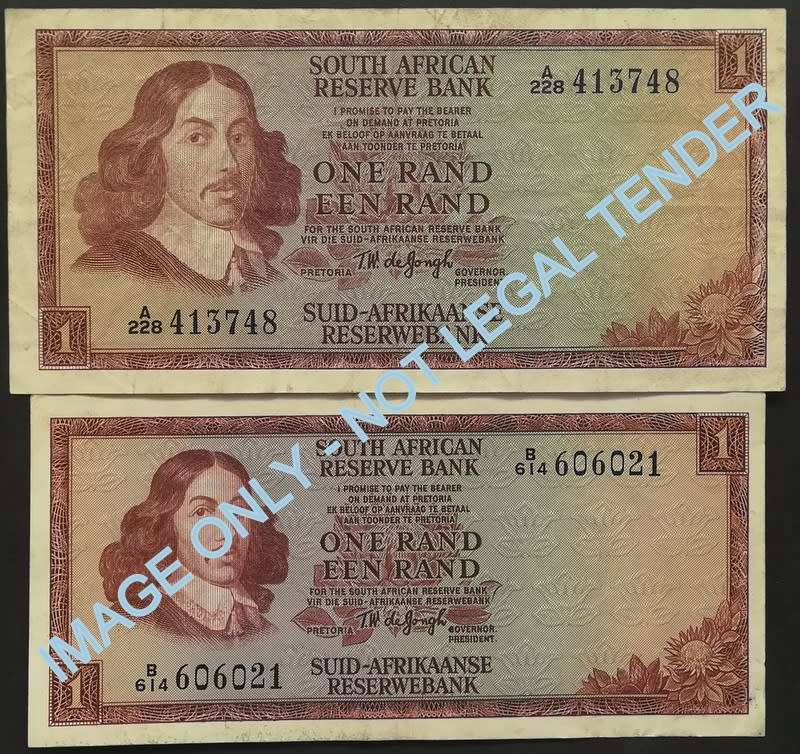 SOUTH AFRICAN
RESERVE BANK
A/228 413748
1
I PROMISE TO PAY THE BEARER
ON DEMAND AT PRETORIA
EK BELOOF OP AANVRAAG TE BETAAL
AAN TOONDER TE PRETORIA
ONE RAND
EEN RAND
FOR THE SOUTH AFRICAN RESERVE BANK
VIR DIE SUID-AFRIKAANSE RESERWEBANK
T.W. de Jongh
PRETORIA
GOVERNOR
PRESIDENT
A/228 413748
1
SUID-AFRIKAANSE
RESERWEBANK
SOUTH AFRICAN
RESERVE BANK
B/614 606021
1
I PROMISE TO PAY THE BEARER
ON DEMAND AT PRETORIA
EK BELOOF OP AANVRAAG TE BETAAL
AAN TOONDER TE PRETORIA
ONE RAND
EEN RAND
FOR THE SOUTH AFRICAN RESERVE BANK
VIR DIE SUID-AFRIKAANSE RESERWEBANK
T.W. de Jongh
PRETORIA
GOVERNOR.
PRESIDENT.
B/614 606021
1
SUID-AFRIKAANSE
RESERWEBANK
IMAGE ONLY - NOT LEGAL TENDER